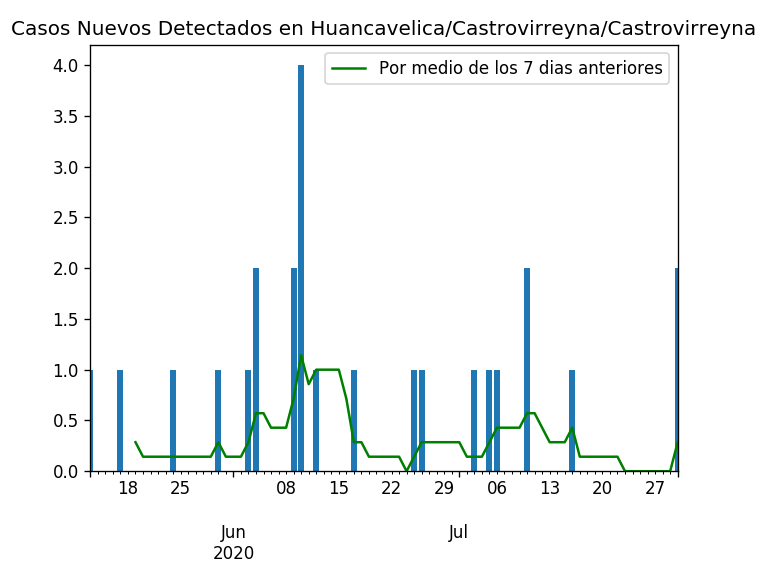 Casos Nuevos Detectados en Huancavelica/Castrovirreyna/Castrovirreyna
Por medio de los 7 dias anteriores
4.0
3.5
3.0
2.5
2.0
1.5
1.0
0.5
0.0
18 25 08 15 22 29 06 13 20 27
Jun Jul
2020